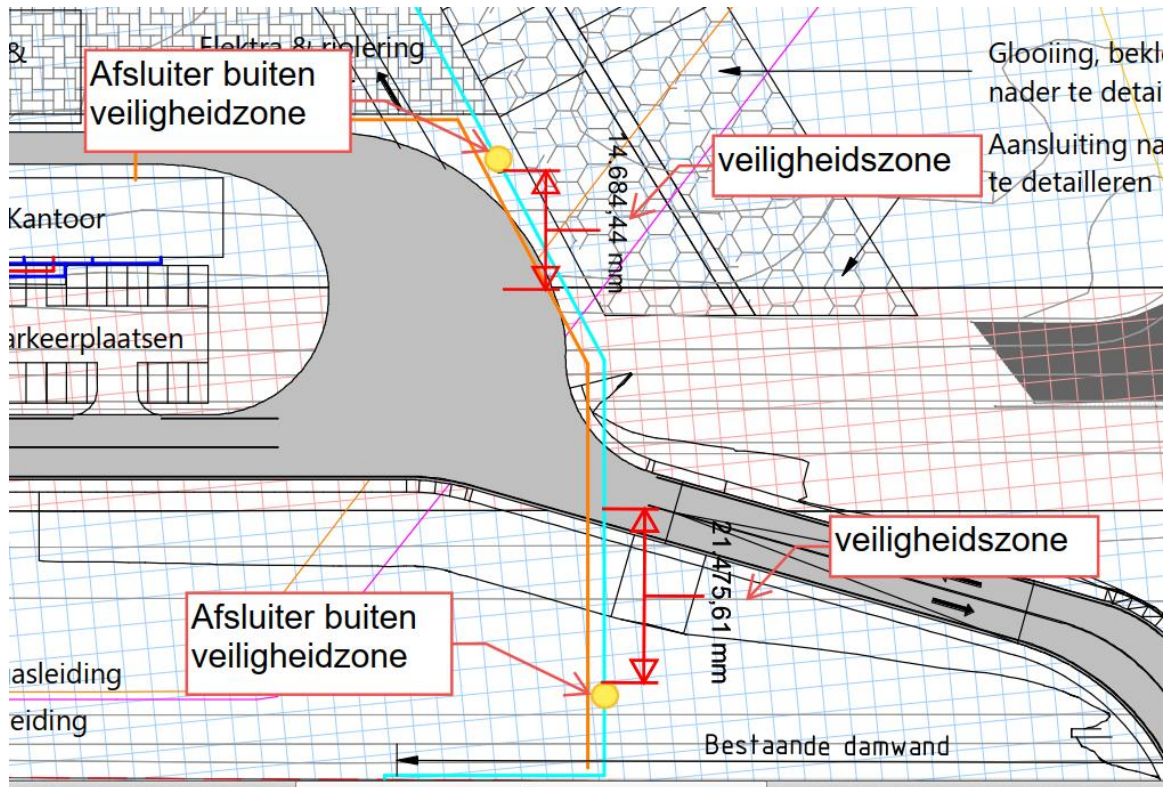 &
Elektra & riolering
Afsluiter buiten
veiligheidzone
Glooiing, bekle
nader te detai
veiligheidszone
Aansluiting na
te detailleren
14.684,44 mm
Kantoor
arkeerplaatsen
21.475,61 mm
veiligheidszone
Afsluiter buiten
veiligheidzone
asleiding
eiding
Bestaande damwand